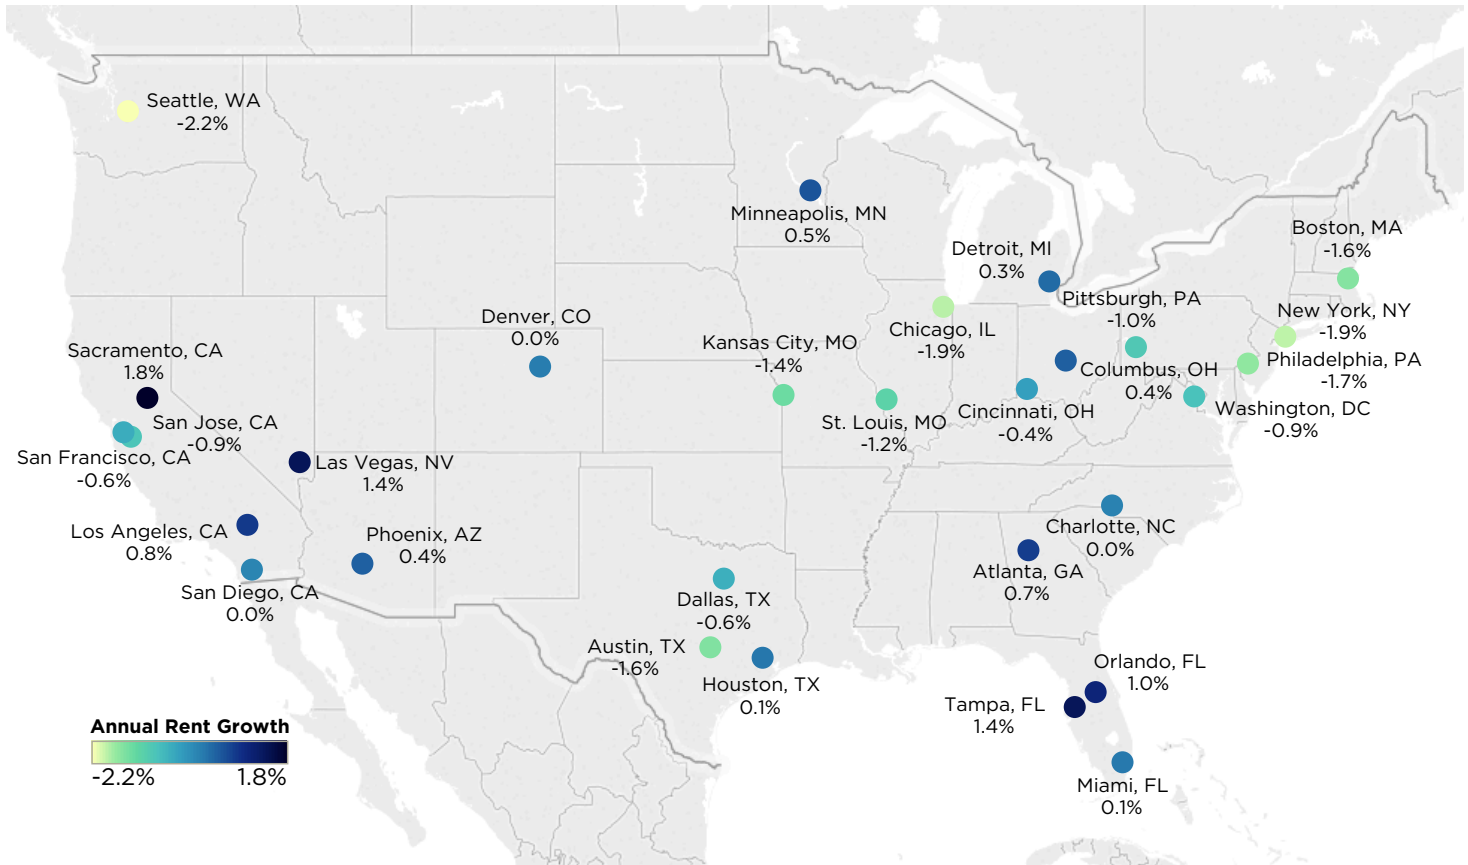 Seattle, WA
-2.2%
Minneapolis, MN
0.5%
Boston, MA
-1.6%
Detroit, MI
0.3%
Pittsburgh, PA
-1.0%
New York, NY
-1.9%
Chicago, IL
-1.9%
Denver, CO
0.0%
Kansas City, MO
-1.4%
Sacramento, CA
1.8%
Philadelphia, PA
-1.7%
Columbus, OH
0.4%
Washington, DC
-0.9%
Cincinnati, OH
-0.4%
St. Louis, MO
-1.2%
San Jose, CA
-0.9%
San Francisco, CA
-0.6%
Las Vegas, NV
1.4%
Los Angeles, CA
0.8%
Phoenix, AZ
0.4%
San Diego, CA
0.0%
Charlotte, NC
0.0%
Atlanta, GA
0.7%
Dallas, TX
-0.6%
Austin, TX
-1.6%
Houston, TX
0.1%
Orlando, FL
1.0%
Tampa, FL
1.4%
Miami, FL
0.1%
Annual Rent Growth
-2.2% 1.8%